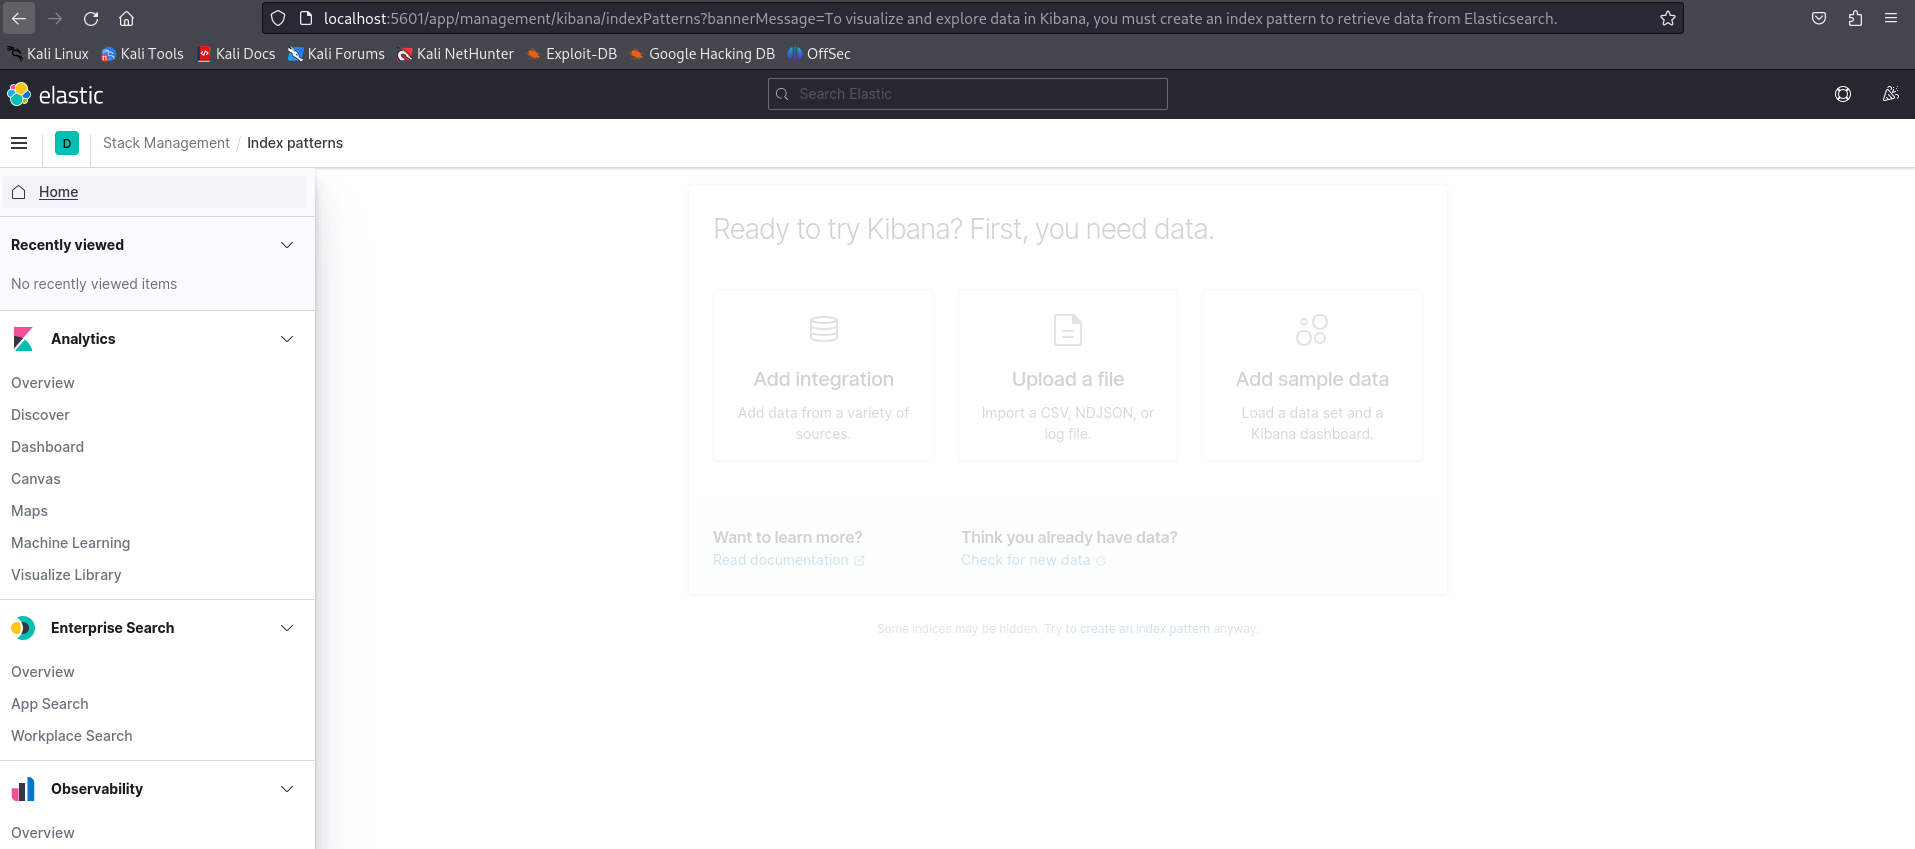 localhost:5601/app/management/kibana/indexPatterns?bannerMessage=To visualize and explore data in Kibana, you must create an index pattern to retrieve data from Elasticsearch.
Kali Linux Kali Tools Kali Docs Kali Forums Kali NetHunter Exploit-DB Google Hacking DB OffSec
elastic Search Elastic
D Stack Management / Index patterns
Home
Recently viewed
No recently viewed items
Analytics
Overview
Discover
Dashboard
Canvas
Maps
Machine Learning
Visualize Library
Enterprise Search
Overview
App Search
Workplace Search
Observability
Overview
Ready to try Kibana? First, you need data.
Add integration
Add data from a variety of
sources.
Upload a file
Import a CSV, NDJSON, or
log file.
Add sample data
Load a data set and a
Kibana dashboard.
Want to learn more?
Read documentation
Think you already have data?
Check for new data
Some indices may be hidden. Try to create an index pattern anyway.